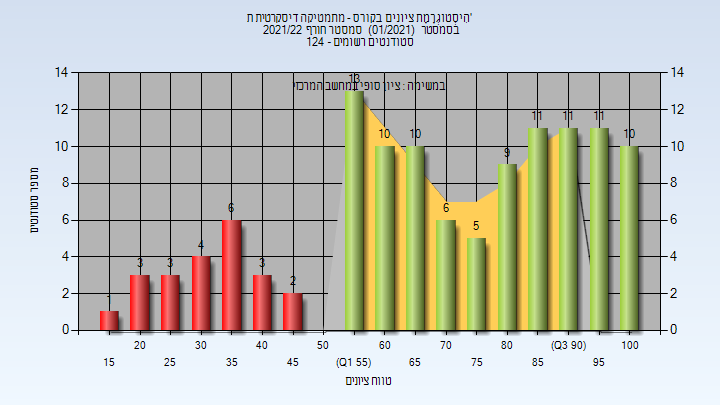 היסטוגרמת ציונים בקורס - מתמטיקה דיסקרטית ת'
בסמסטר (01/2021) סמסטר חורף 2021/22
סטודנטים רשומים - 124
במשימה : ציון סופי במחשב המרכזי
14 14
12 12
10 10
8 8
6 6
4 4
2 2
0 0
מספר סטודנטים
1 3 3 4 6 3 2 13 10 10 6 5 9 11 11 11 10
20 30 40 50 60 70 80 (Q3 90) 100
15 25 35 45 (Q1 55) 65 75 85 95
טווח ציונים